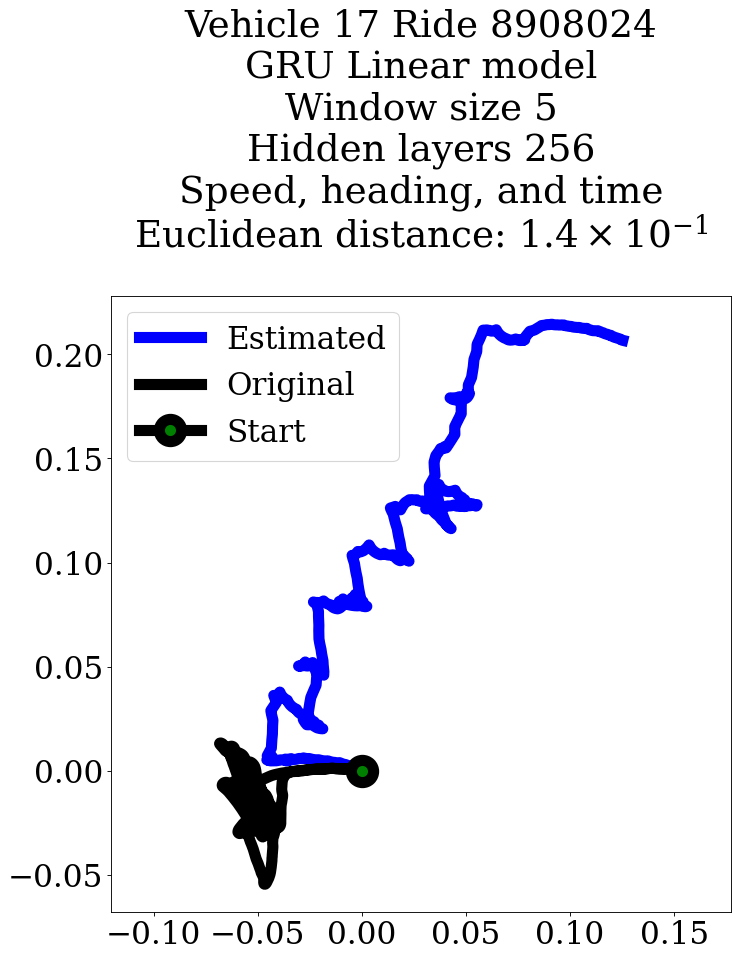 Vehicle 17 Ride 8908024
GRU Linear model
Window size 5
Hidden layers 256
Speed, heading, and time
Euclidean distance: 1.4 × 10⁻¹
Estimated
Original
Start
0.20
0.15
0.10
0.05
0.00
−0.05
−0.10 −0.05 0.00 0.05 0.10 0.15